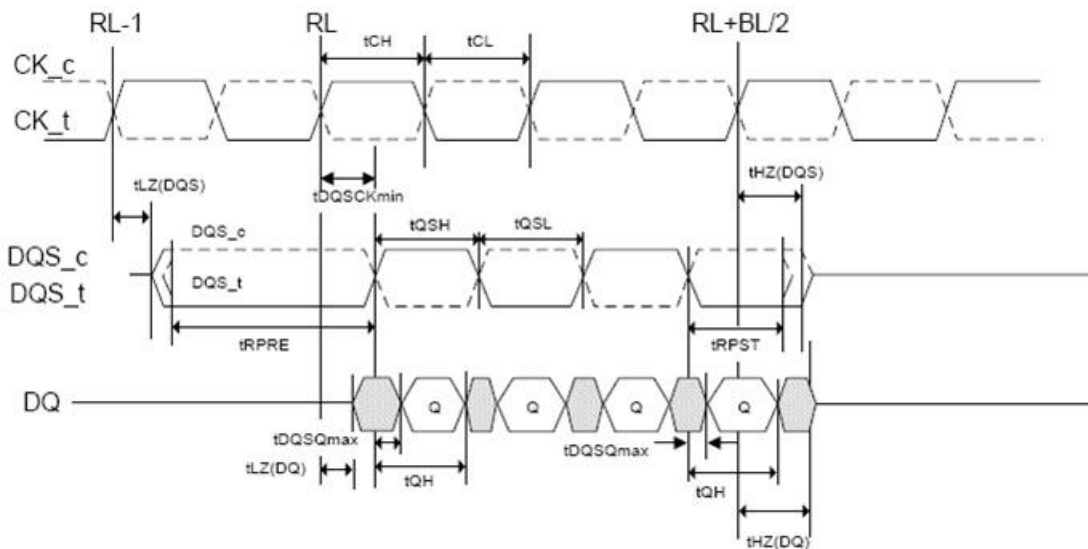 RL-1
RL
RL+BL/2
tCH
tCL
CK_c
CK_t
tLZ(DQS)
tDQSCKmin
tHZ(DQS)
DQS_c
tQSH
tQSL
DQS_c
DQS_t
DQS_t
tRPRE
tRPST
DQ
Q
Q
Q
Q
tDQSQmax
tDQSQmax
tLZ(DQ)
tQH
tQH
tHZ(DQ)